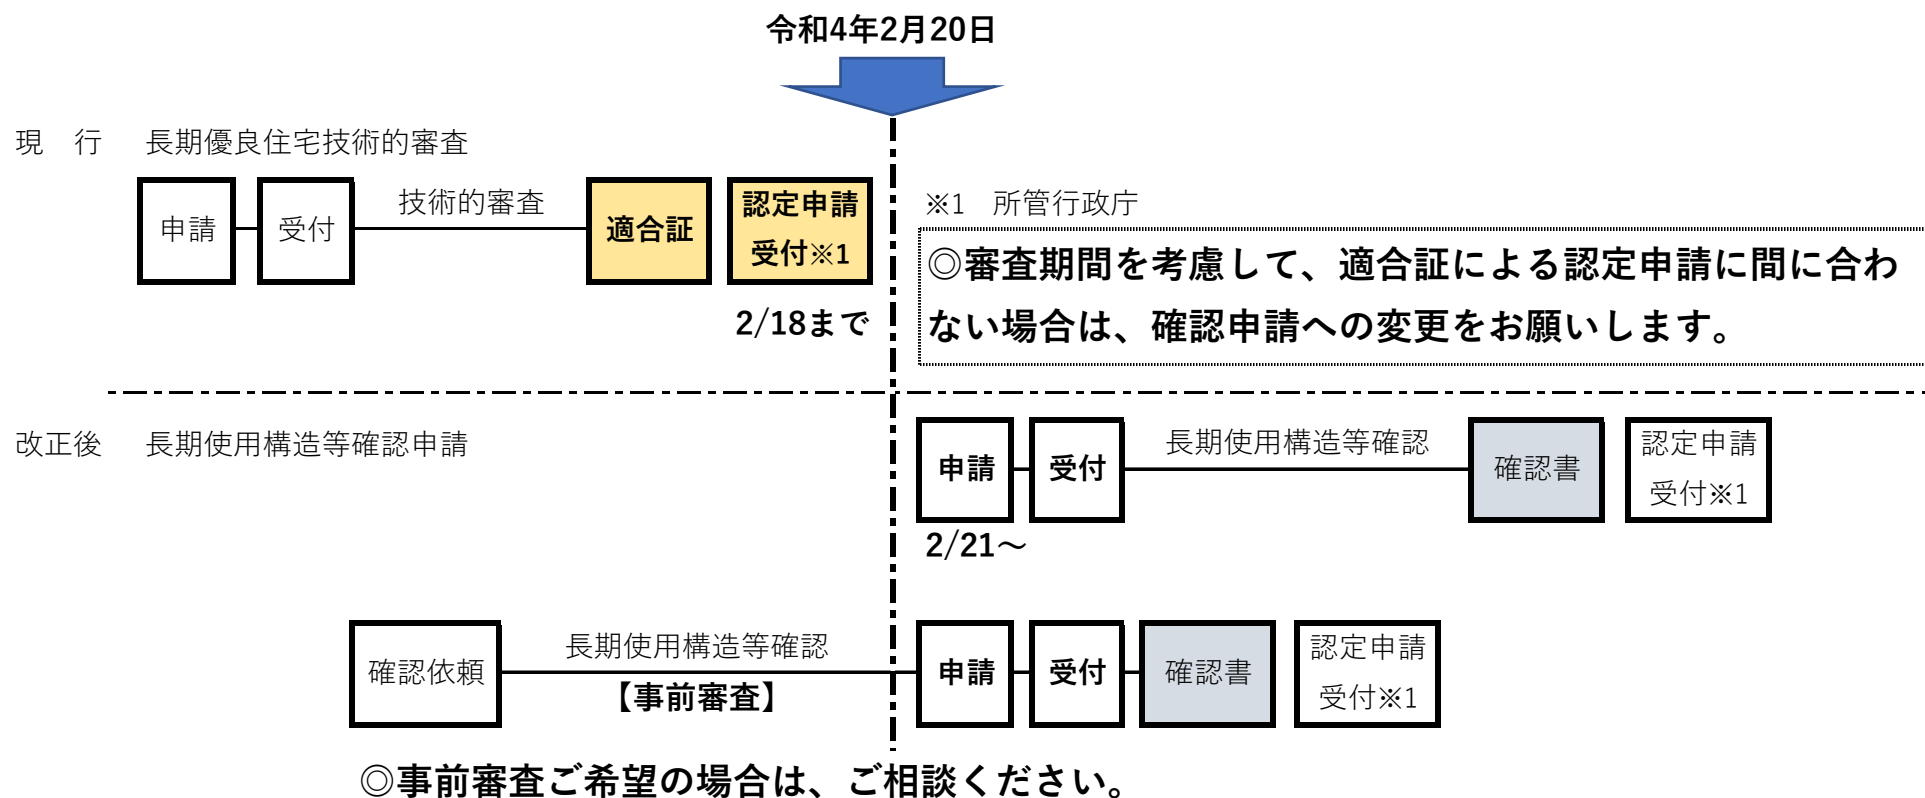 令和4年2月20日
現　行　長期優良住宅技術的審査
申請
受付
技術的審査
適合証
認定申請
受付※1
2/18まで
※1　所管行政庁
◎審査期間を考慮して、適合証による認定申請に間に合わ
ない場合は、確認申請への変更をお願いします。
改正後　長期使用構造等確認申請
申請
受付
長期使用構造等確認
確認書
認定申請
受付※1
2/21～
確認依頼
長期使用構造等確認
【事前審査】
申請
受付
確認書
認定申請
受付※1
◎事前審査ご希望の場合は、ご相談ください。